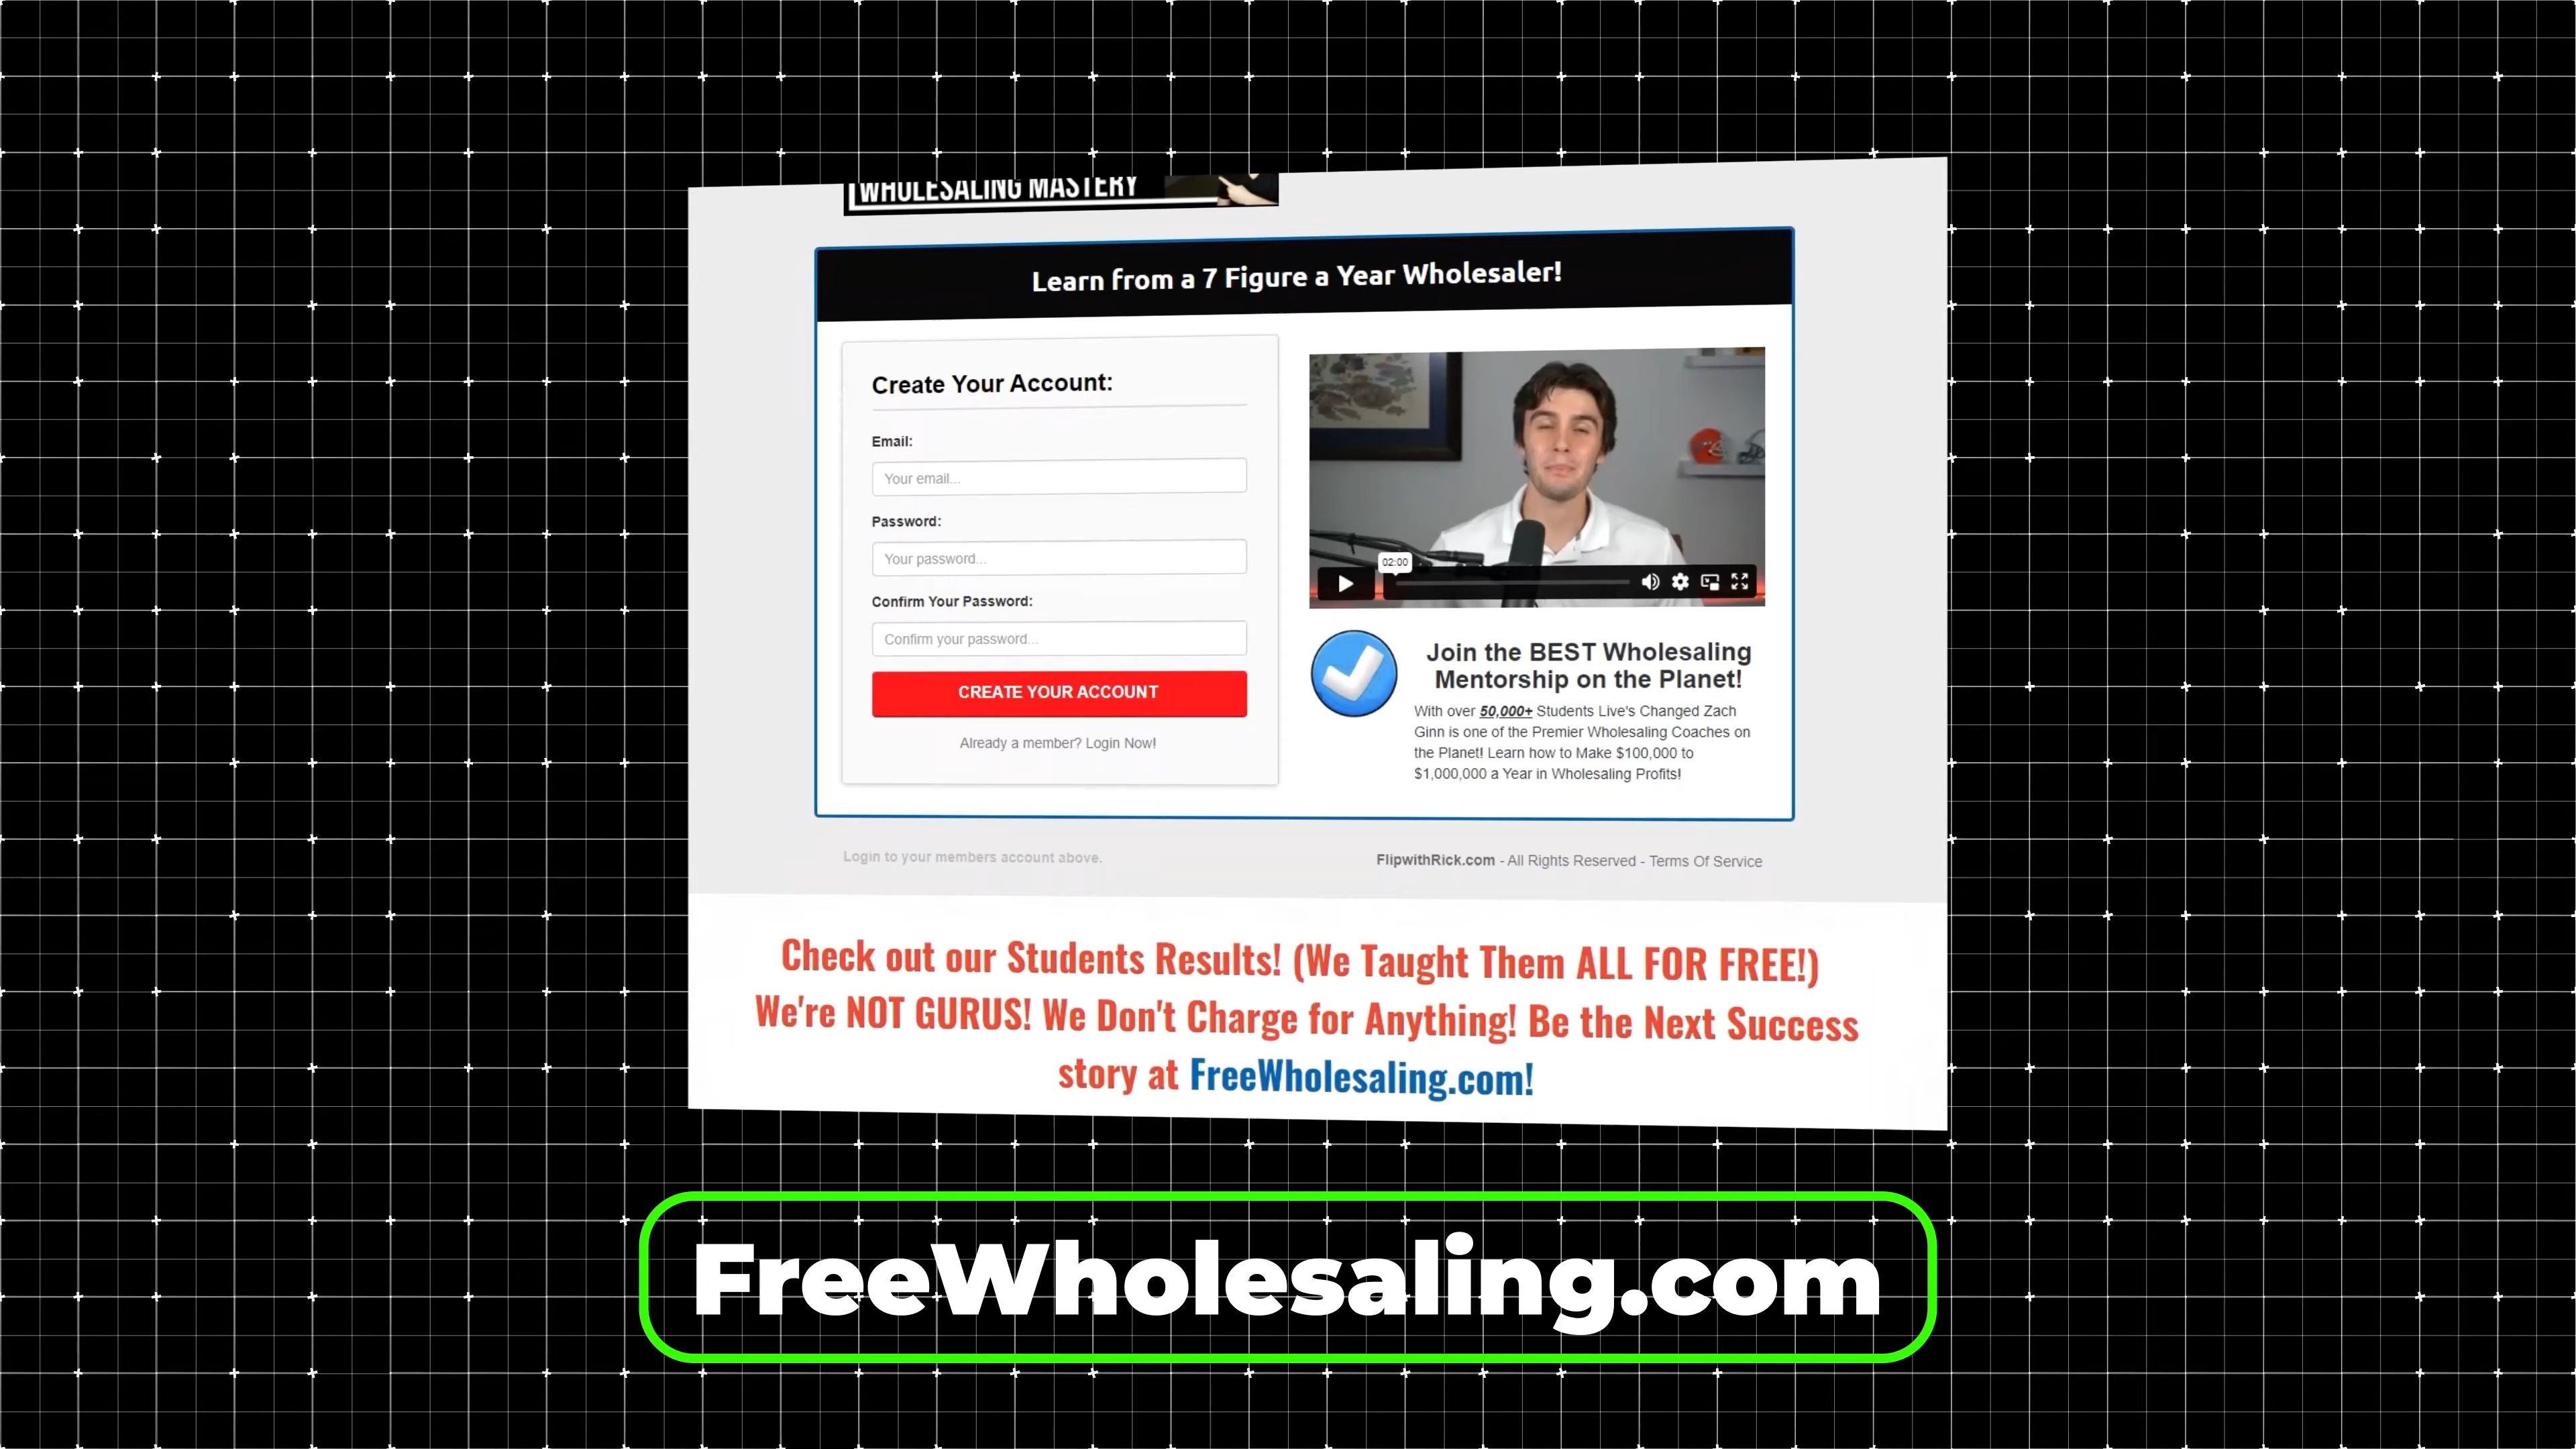 WHOLESALING MASTERY
Learn from a 7 Figure a Year Wholesaler!
Create Your Account:
Email:
Your email...
Password:
Your password...
Confirm Your Password:
Confirm your password...
CREATE YOUR ACCOUNT
Already a member? Login Now!
02:00
Join the BEST Wholesaling
Mentorship on the Planet!
With over 50,000+ Students Live's Changed Zach
Ginn is one of the Premier Wholesaling Coaches on
the Planet! Learn how to Make $100,000 to
$1,000,000 a Year in Wholesaling Profits!
Login to your members account above.
FlipwithRick.com - All Rights Reserved - Terms Of Service
Check out our Students Results! (We Taught Them ALL FOR FREE!)
We're NOT GURUS! We Don't Charge for Anything! Be the Next Success
story at FreeWholesaling.com!
FreeWholesaling.com